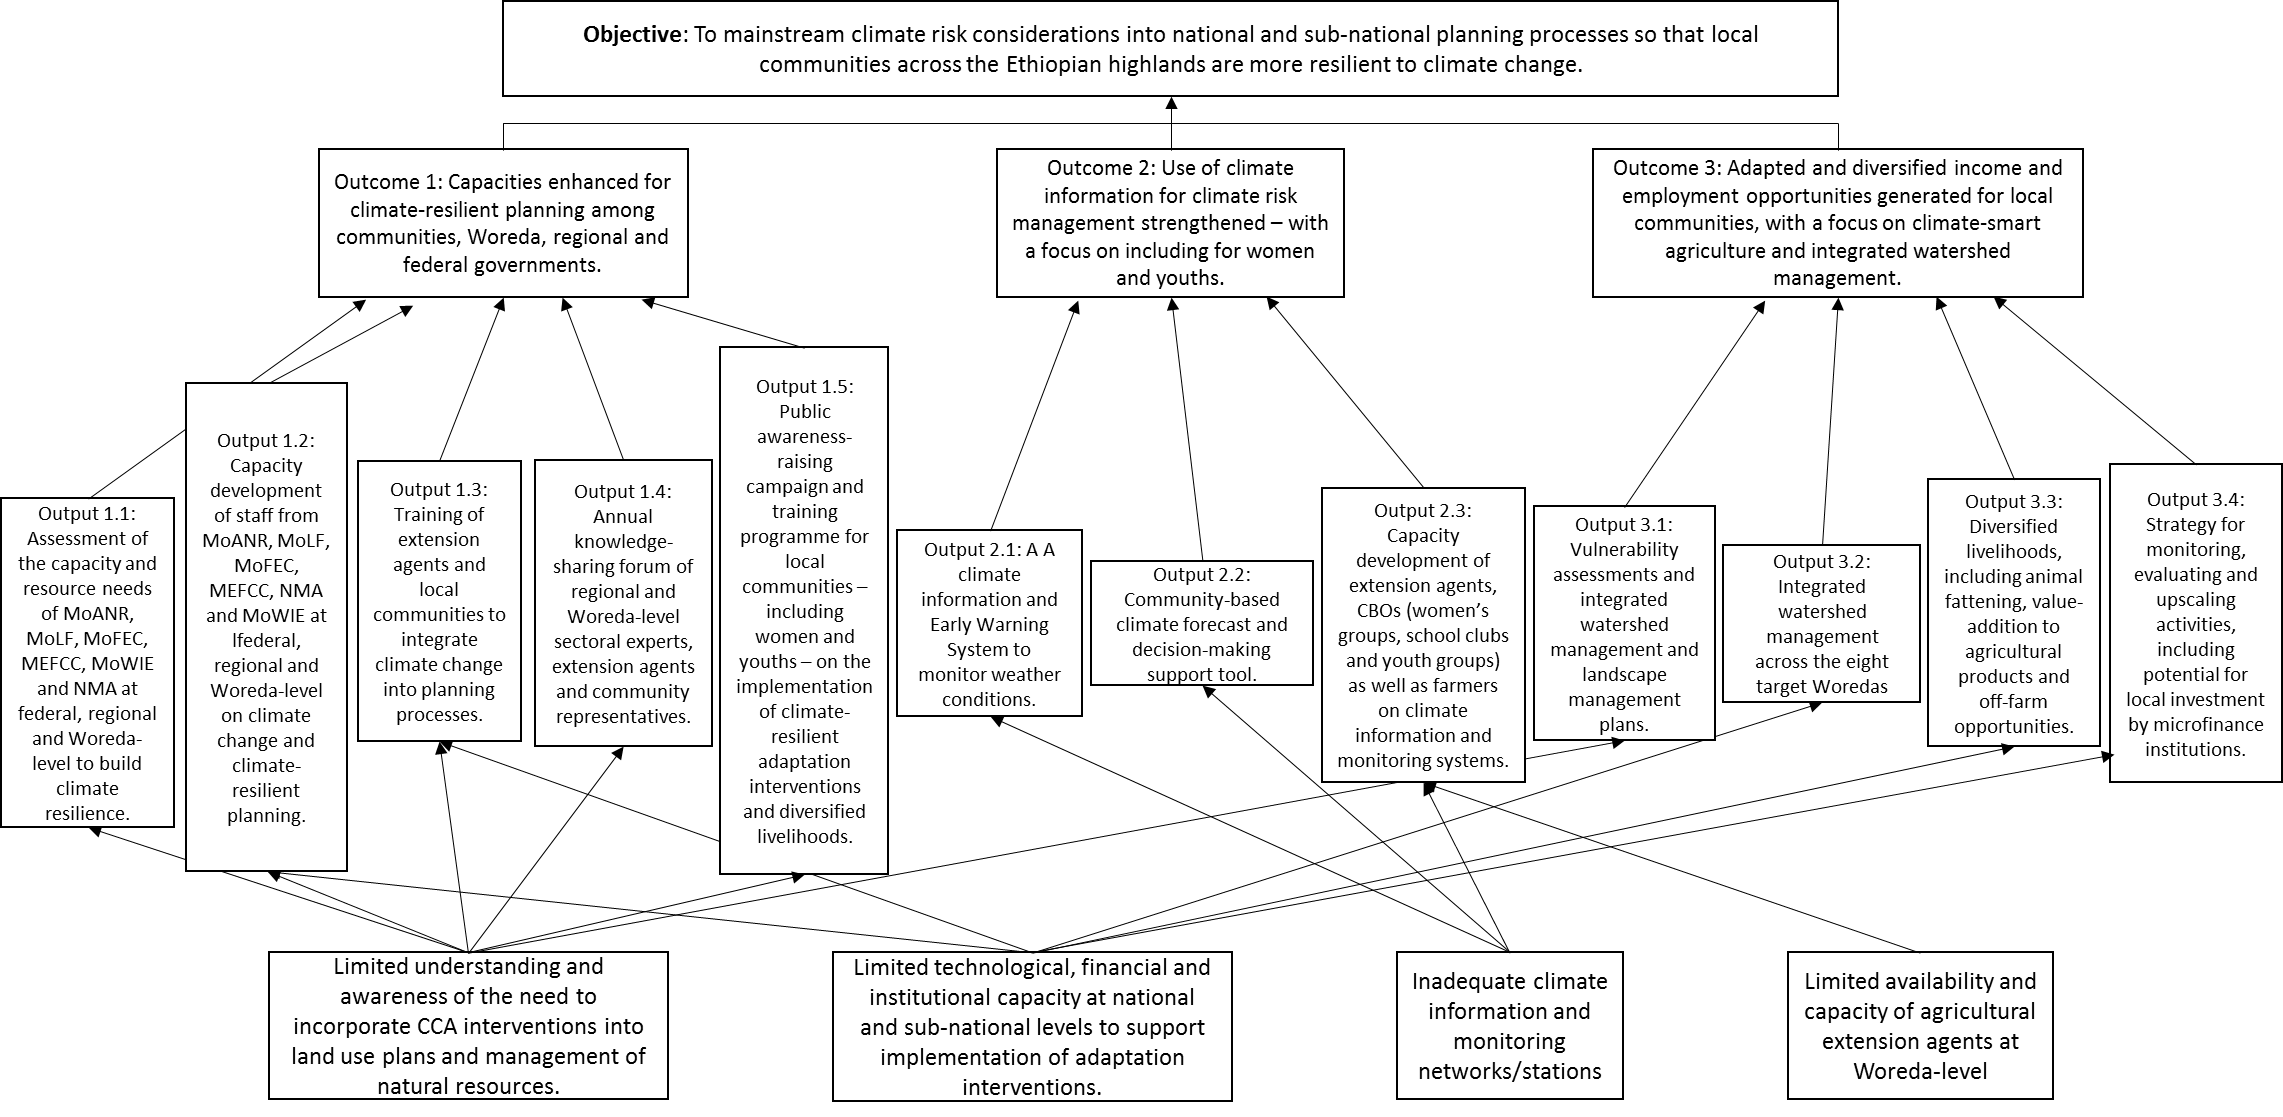 Objective: To mainstream climate risk considerations into national and sub-national planning processes so that local
communities across the Ethiopian highlands are more resilient to climate change.
Outcome 1: Capacities enhanced for
climate-resilient planning among
communities, Woreda, regional and
federal governments.
Outcome 2: Use of climate
information for climate risk
management strengthened – with
a focus on including for women
and youths.
Outcome 3: Adapted and diversified income and
employment opportunities generated for local
communities, with a focus on climate-smart
agriculture and integrated watershed
management.
Output 1.1:
Assessment of
the capacity and
resource needs
of MoANR,
MoLF, MoFEC,
MEFCC, MoWIE
and NMA at
federal, regional
and Woreda-
level to build
climate
resilience.
Output 1.2:
Capacity
development
of staff from
MoANR, MoLF,
MoFEC,
MEFCC, NMA
and MoWIE at
lfederal,
regional and
Woreda-level
on climate
change and
climate-
resilient
planning.
Output 1.3:
Training of
extension
agents and
local
communities to
integrate
climate change
into planning
processes.
Output 1.4:
Annual
knowledge-
sharing forum of
regional and
Woreda-level
sectoral experts,
extension agents
and community
representatives.
Output 1.5:
Public
awareness-
raising
campaign and
training
programme for
local
communities –
including
women and
youths – on the
implementation
of climate-
resilient
adaptation
interventions
and diversified
livelihoods.
Output 2.1: A A
climate
information and
Early Warning
System to
monitor weather
conditions.
Output 2.2:
Community-based
climate forecast and
decision-making
support tool.
Output 2.3:
Capacity
development of
extension agents,
CBOs (women’s
groups, school clubs
and youth groups)
as well as farmers
on climate
information and
monitoring systems.
Output 3.1:
Vulnerability
assessments and
integrated
watershed
management and
landscape
management
plans.
Output 3.2:
Integrated
watershed
management
across the eight
target Woredas
Output 3.3:
Diversified
livelihoods,
including animal
fattening, value-
addition to
agricultural
products and
off-farm
opportunities.
Output 3.4:
Strategy for
monitoring,
evaluating and
upscaling
activities,
including
potential for
local investment
by microfinance
institutions.
Limited understanding and
awareness of the need to
incorporate CCA interventions into
land use plans and management of
natural resources.
Limited technological, financial and
institutional capacity at national
and sub-national levels to support
implementation of adaptation
interventions.
Inadequate climate
information and
monitoring
networks/stations
Limited availability and
capacity of agricultural
extension agents at
Woreda-level